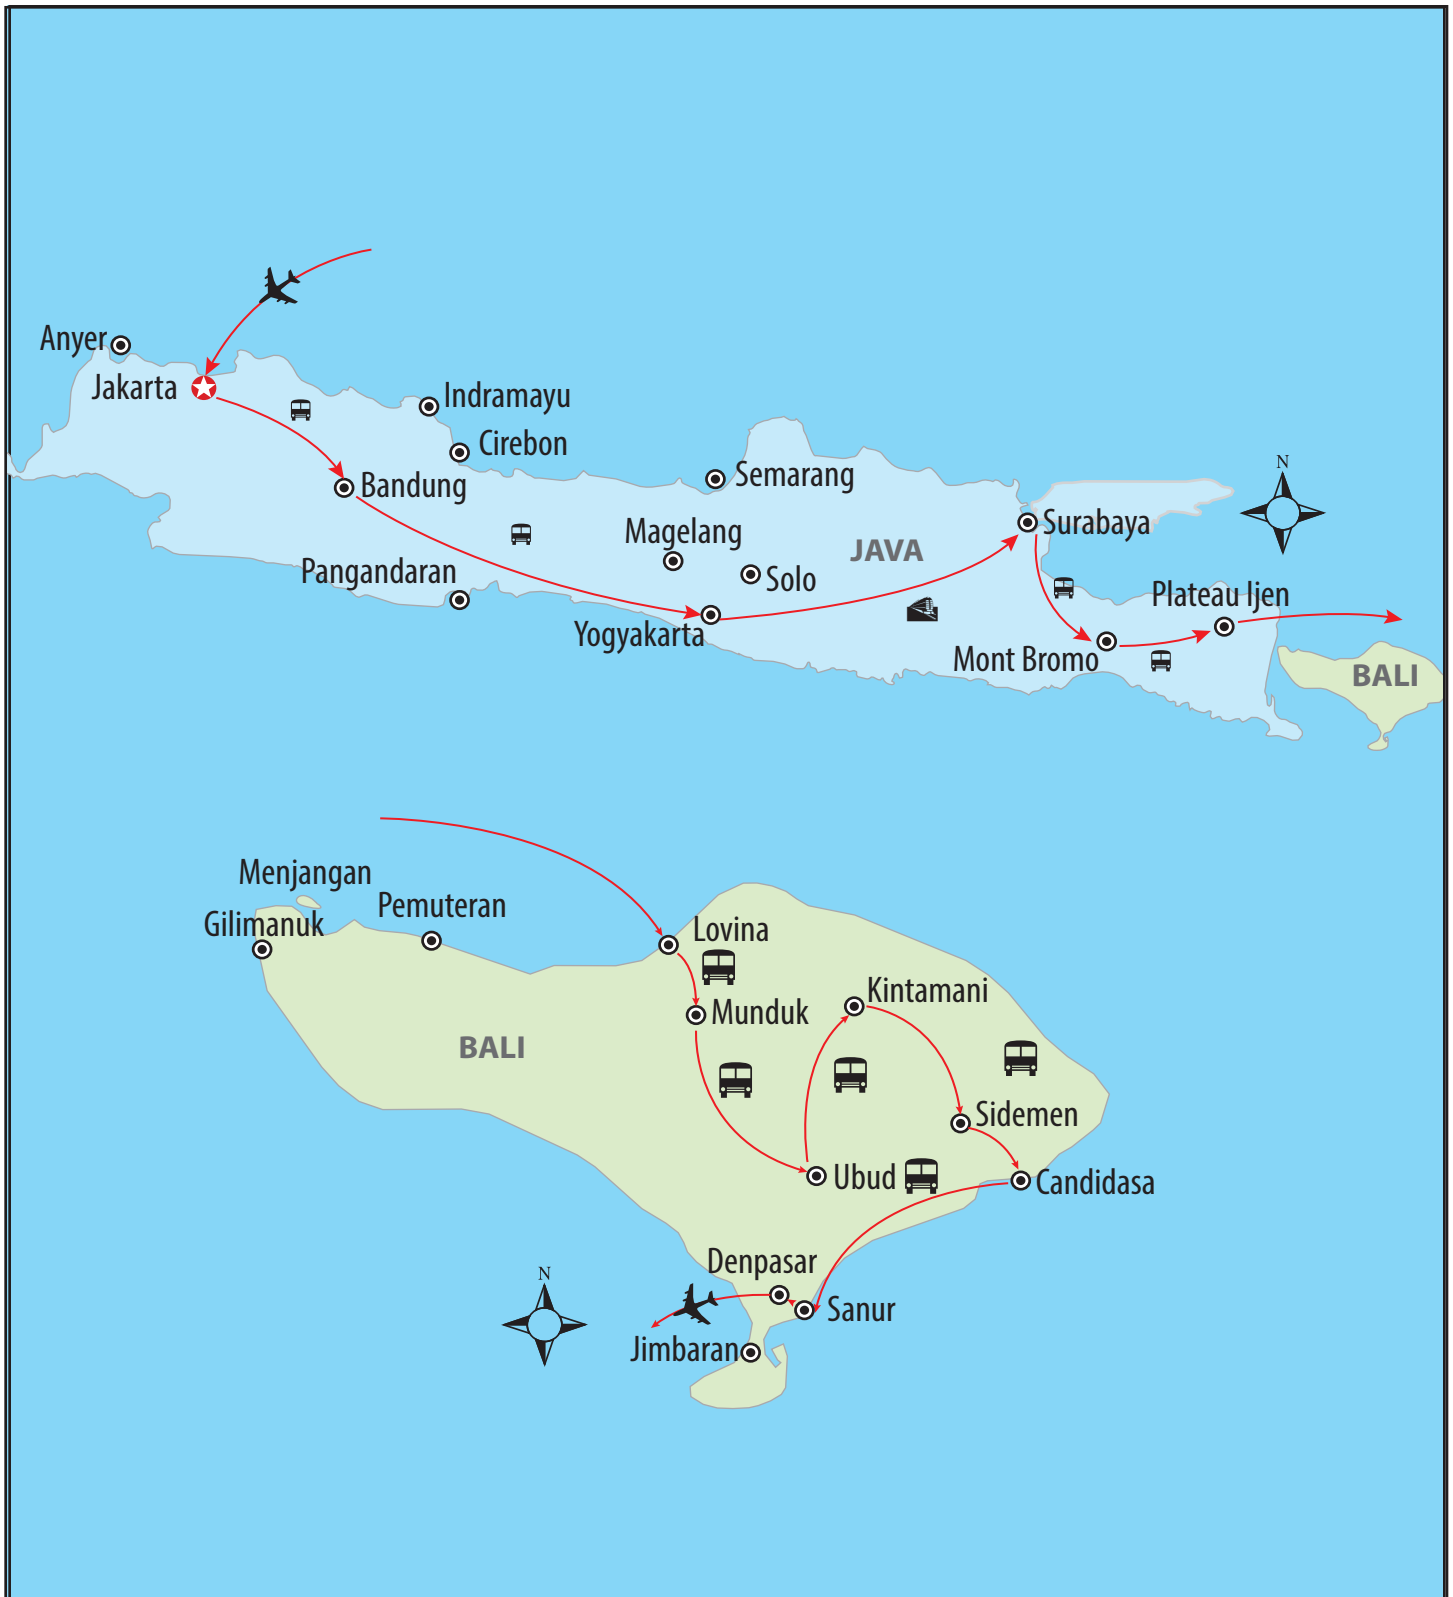 Anyer
Jakarta
Indramayu
Cirebon
Bandung
Semarang
N
Magelang
Surabaya
JAVA
Pangandaran
Solo
Plateau Ijen
Yogyakarta
Mont Bromo
BALI
Menjangan
Pemuteran
Gilimanuk
Lovina
Kintamani
Munduk
BALI
Sidemen
Ubud
Candidasa
Denpasar
N
Sanur
Jimbaran